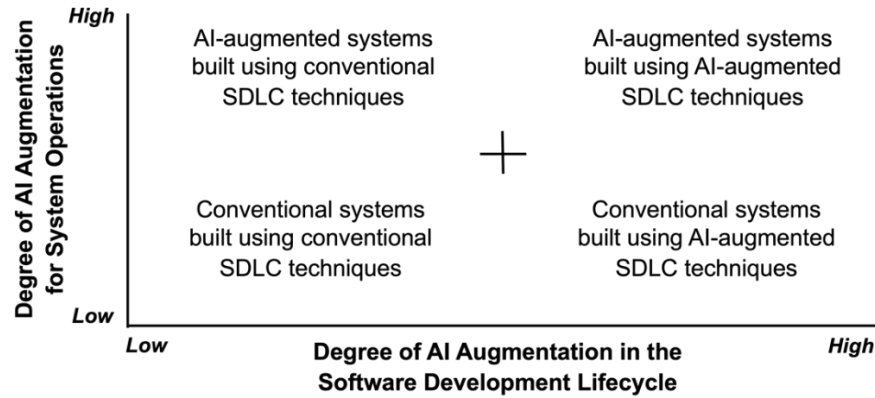 High
AI-augmented systems
built using conventional
SDLC techniques
AI-augmented systems
built using AI-augmented
SDLC techniques
Degree of AI Augmentation
for System Operations
Conventional systems
built using conventional
SDLC techniques
Conventional systems
built using AI-augmented
SDLC techniques
Low
Low
Degree of AI Augmentation in the
Software Development Lifecycle
High